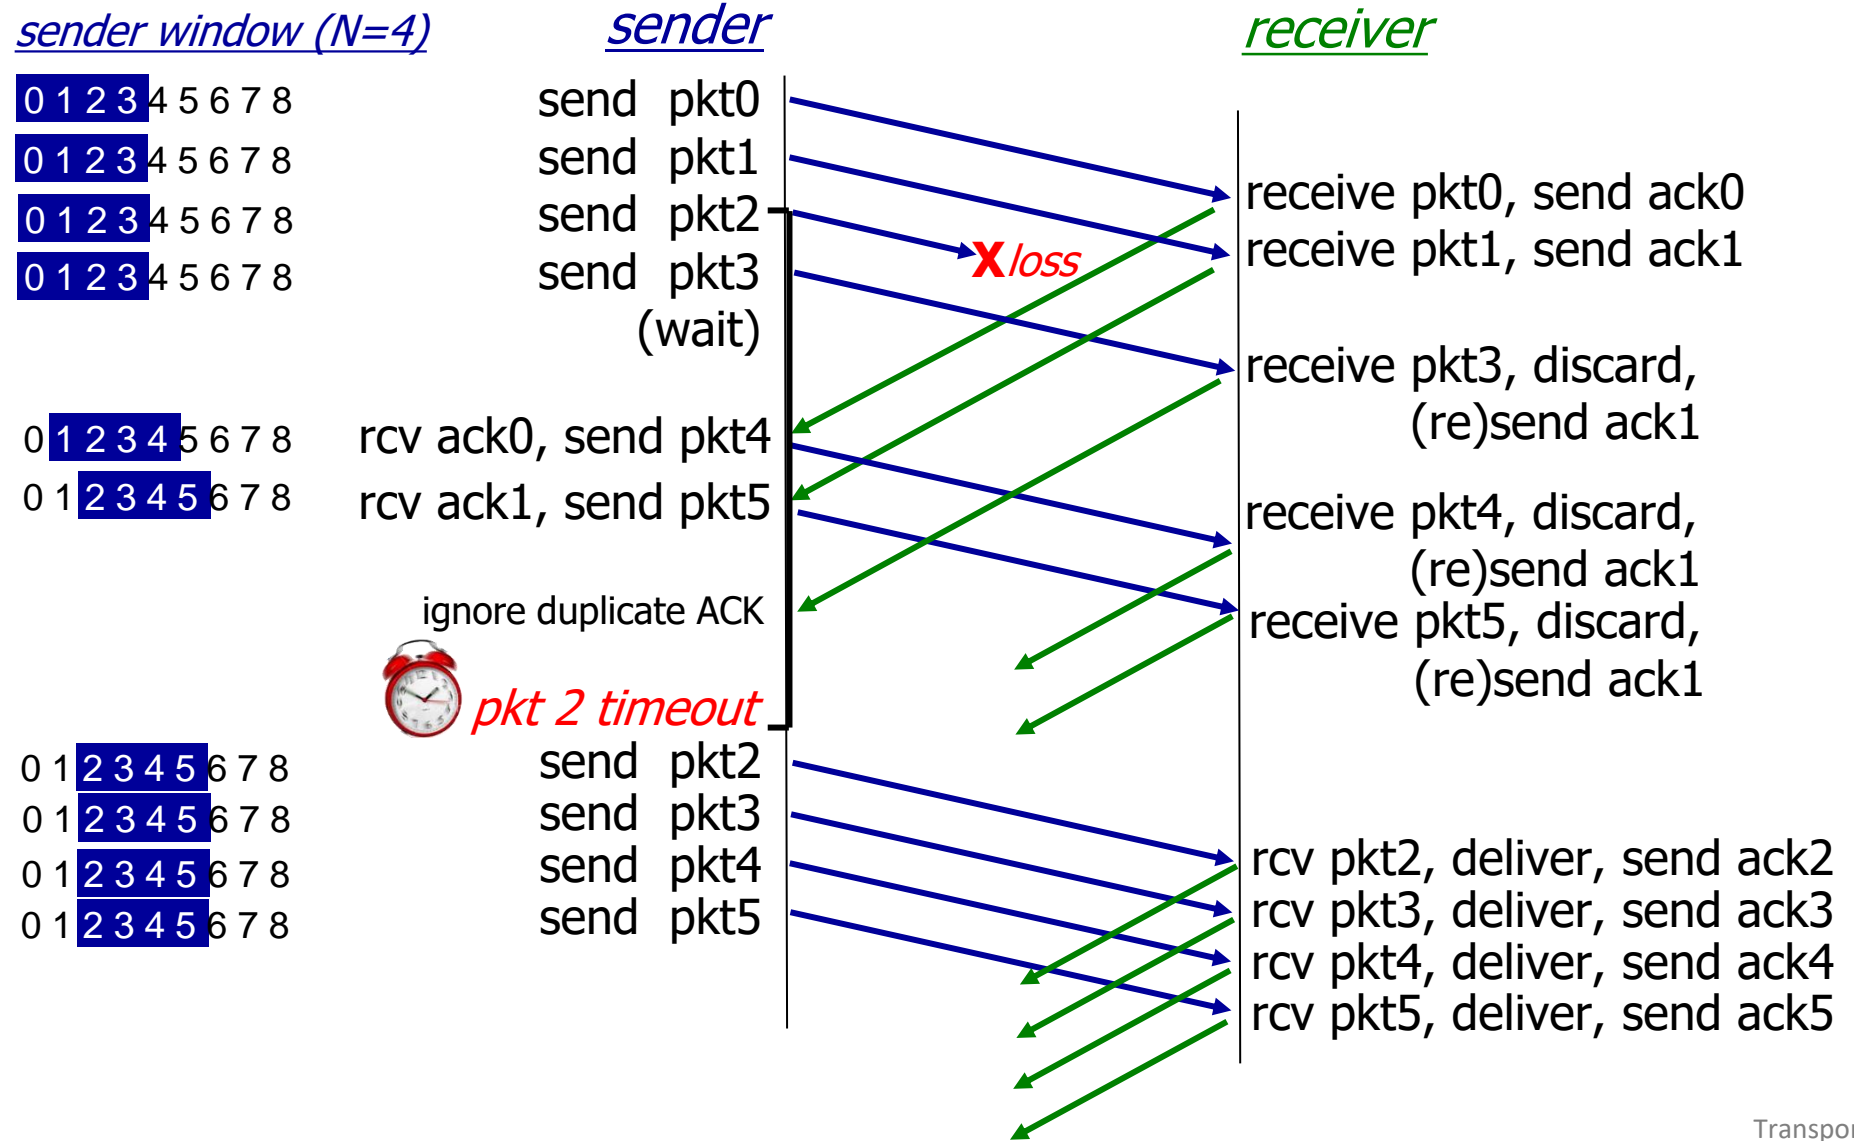 sender window (N=4) sender receiver
0 1 2 3 4 5 6 7 8 send pkt0
0 1 2 3 4 5 6 7 8 send pkt1
receive pkt0, send ack0
0 1 2 3 4 5 6 7 8 send pkt2
receive pkt1, send ack1
X loss
0 1 2 3 4 5 6 7 8 send pkt3
(wait)
receive pkt3, discard,
(re)send ack1
0 1 2 3 4 5 6 7 8 rcv ack0, send pkt4
0 1 2 3 4 5 6 7 8 rcv ack1, send pkt5
receive pkt4, discard,
(re)send ack1
ignore duplicate ACK
receive pkt5, discard,
(re)send ack1
pkt 2 timeout
0 1 2 3 4 5 6 7 8 send pkt2
0 1 2 3 4 5 6 7 8 send pkt3
0 1 2 3 4 5 6 7 8 send pkt4
0 1 2 3 4 5 6 7 8 send pkt5
rcv pkt2, deliver, send ack2
rcv pkt3, deliver, send ack3
rcv pkt4, deliver, send ack4
rcv pkt5, deliver, send ack5